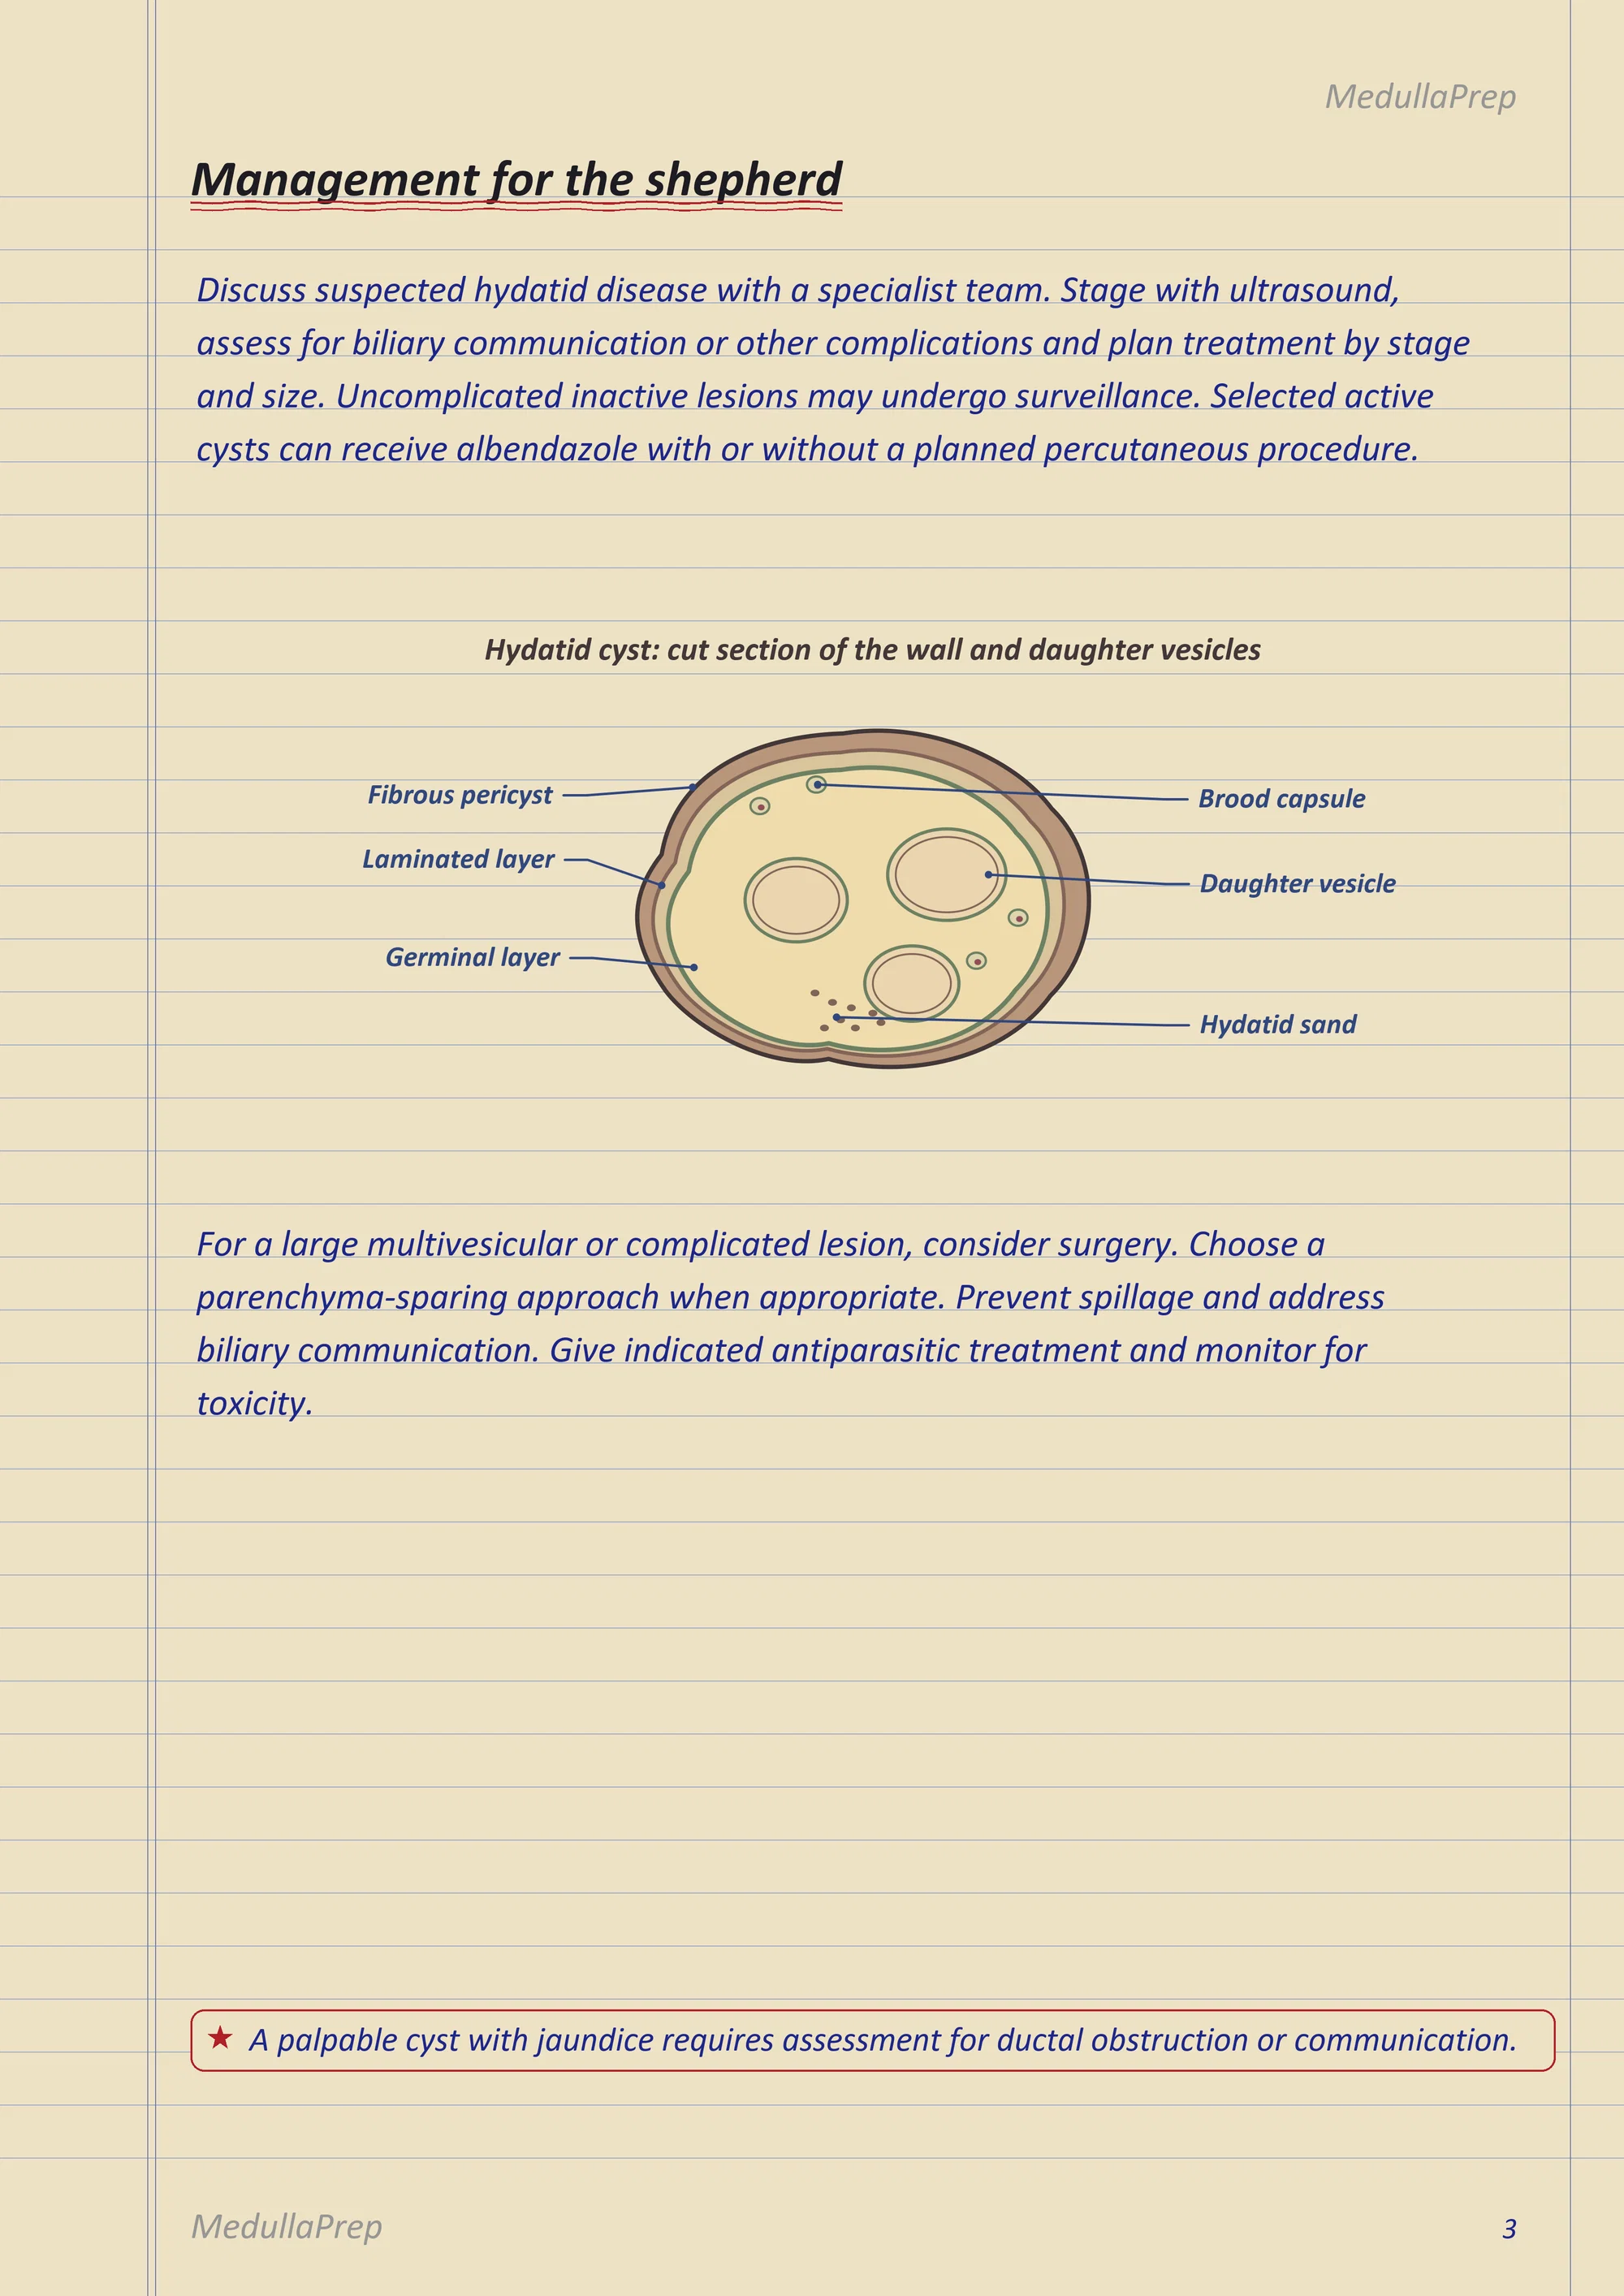 MedullaPrep
Management for the shepherd
Discuss suspected hydatid disease with a specialist team. Stage with ultrasound,
assess for biliary communication or other complications and plan treatment by stage
and size. Uncomplicated inactive lesions may undergo surveillance. Selected active
cysts can receive albendazole with or without a planned percutaneous procedure.
Hydatid cyst: cut section of the wall and daughter vesicles
Fibrous pericyst
Brood capsule
Laminated layer
Daughter vesicle
Germinal layer
Hydatid sand
For a large multivesicular or complicated lesion, consider surgery. Choose a
parenchyma-sparing approach when appropriate. Prevent spillage and address
biliary communication. Give indicated antiparasitic treatment and monitor for
toxicity.
★ A palpable cyst with jaundice requires assessment for ductal obstruction or communication.
MedullaPrep
3